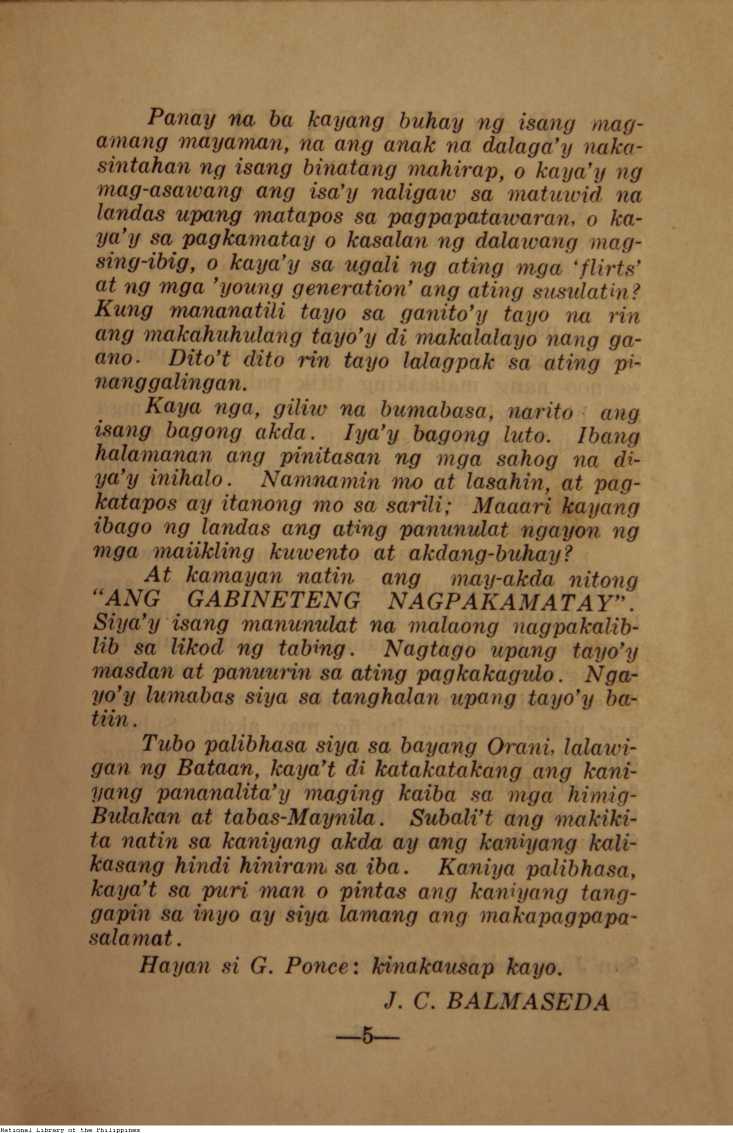 Panay na ba kayang buhay ng isang mag-
amang mayaman, na ang anak na dalaga'y naka-
sintahan ng isang binatang mahirap, o kaya'y ng
mag-asawang ang isa'y naligaw sa matuwid na
landas upang matapos sa pagpapatawaran, o ka-
ya'y sa pagkamatay o kasalan ng dalawang mag-
sing-ibig, o kaya'y sa ugali ng ating mga 'flirts'
at ng mga 'young generation' ang ating susulatin?
Kung mananatili tayo sa ganito'y tayo na rin
ang makahuhulang tayo'y di makalalayo nang ga-
ano. Dito't dito rin tayo lalagpak sa ating pi-
nanggalingan.
Kaya nga, giliw na bumabasa, narito ang
isang bagong akda. Iya'y bagong luto. Ibang
halamanan ang pinitasan ng mga sahog na di-
ya'y inihalo. Namnamin mo at lasahin, at pag-
katapos ay itanong mo sa sarili; Maaari kayang
ibago ng landas ang ating panunulat ngayon ng
mga maiikling kuwento at akdang-buhay?
At kamayan natin ang may-akda nitong
"ANG GABINETENG NAGPAKAMATAY".
Siya'y isang manunulat na malaong nagpakalib-
lib sa likod ng tabing. Nagtago upang tayo'y
masdan at panuurin sa ating pagkakagulo. Nga-
yo'y lumabas siya sa tanghalan upang tayo'y ba-
tiin.
Tubo palibhasa siya sa bayang Orani, lalawi-
gan ng Bataan, kaya't di katakatakang ang kani-
yang pananalita'y maging kaiba sa mga himig-
Bulakan at tabas-Maynila. Subali't ang makiki-
ta natin sa kaniyang akda ay ang kaniyang kali-
kasang hindi hiniram sa iba. Kaniya palibhasa,
kaya't sa puri man o pintas ang kaniyang tang-
gapin sa inyo ay siya lamang ang makapagpapa-
salamat.
Hayan si G. Ponce: kinakausap kayo.
J. C. BALMASEDA
—5—
National Library of the Philippines